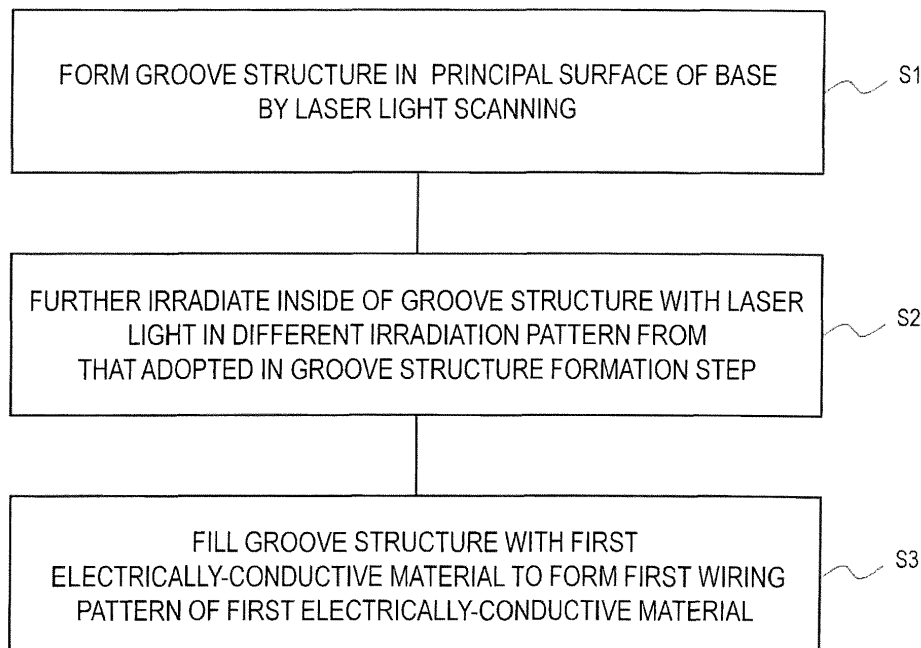 FORM GROOVE STRUCTURE IN PRINCIPAL SURFACE OF BASE
BY LASER LIGHT SCANNING
S1
FURTHER IRRADIATE INSIDE OF GROOVE STRUCTURE WITH LASER
LIGHT IN DIFFERENT IRRADIATION PATTERN FROM
THAT ADOPTED IN GROOVE STRUCTURE FORMATION STEP
S2
FILL GROOVE STRUCTURE WITH FIRST
ELECTRICALLY-CONDUCTIVE MATERIAL TO FORM FIRST WIRING
PATTERN OF FIRST ELECTRICALLY-CONDUCTIVE MATERIAL
S3